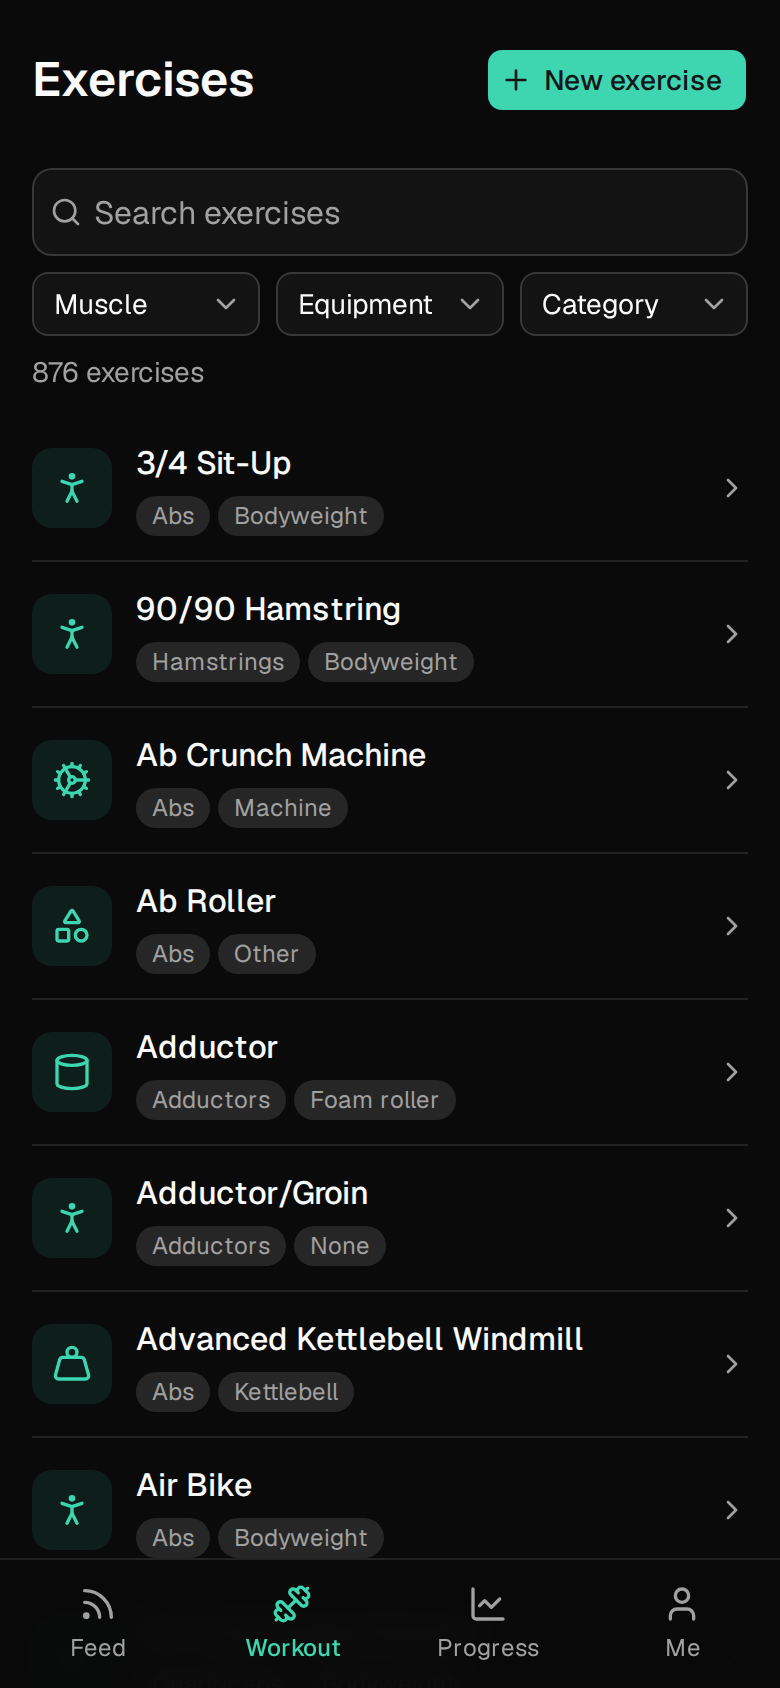 Exercises
New exercise
Search exercises
Muscle
Equipment
Category
876 exercises
3/4 Sit-Up
Abs
Bodyweight
90/90 Hamstring
Hamstrings
Bodyweight
Ab Crunch Machine
Abs
Machine
Ab Roller
Abs
Other
Adductor
Adductors
Foam roller
Adductor/Groin
Adductors
None
Advanced Kettlebell Windmill
Abs
Kettlebell
Air Bike
Abs
Bodyweight
Feed
Workout
Progress
Me